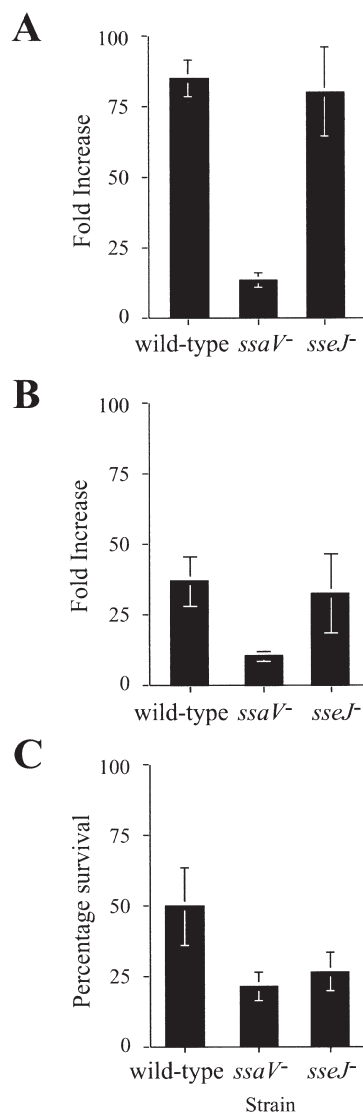 A
100
75
50
25
0
Fold Increase
wild-type ssaV- sseJ-
B
100
75
50
25
0
Fold Increase
wild-type ssaV- sseJ-
C
100
75
50
25
0
Percentage survival
wild-type ssaV- sseJ-
Strain